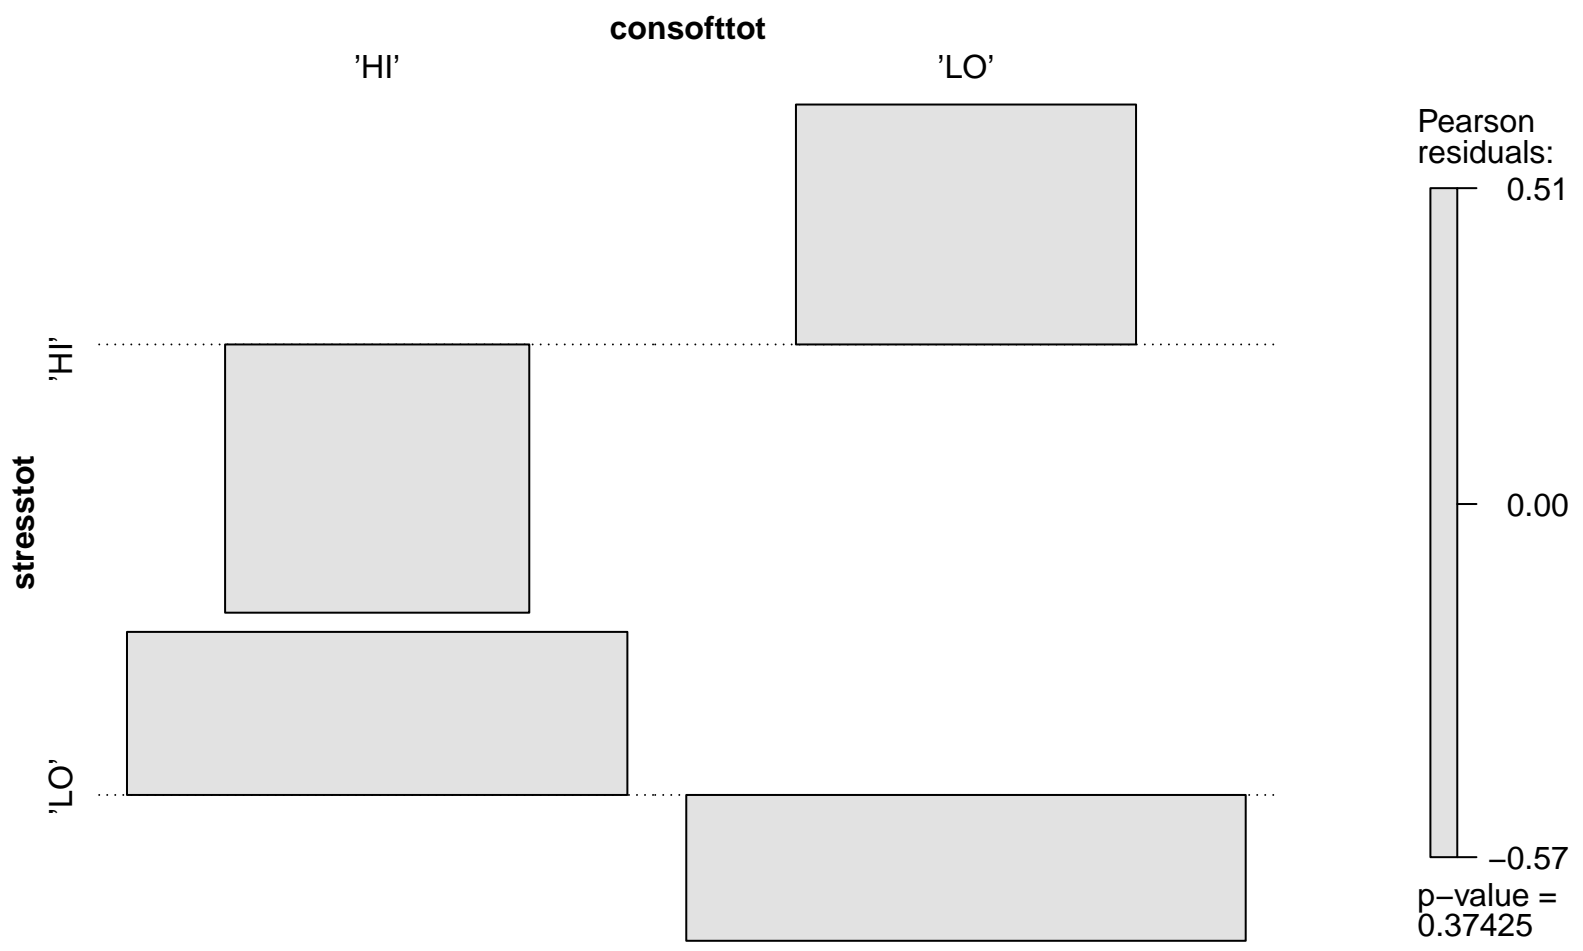 consofttot
’HI’
’LO’
stresstot
’HI’
’LO’
Pearson
residuals:
0.51
0.00
−0.57
p−value =
0.37425